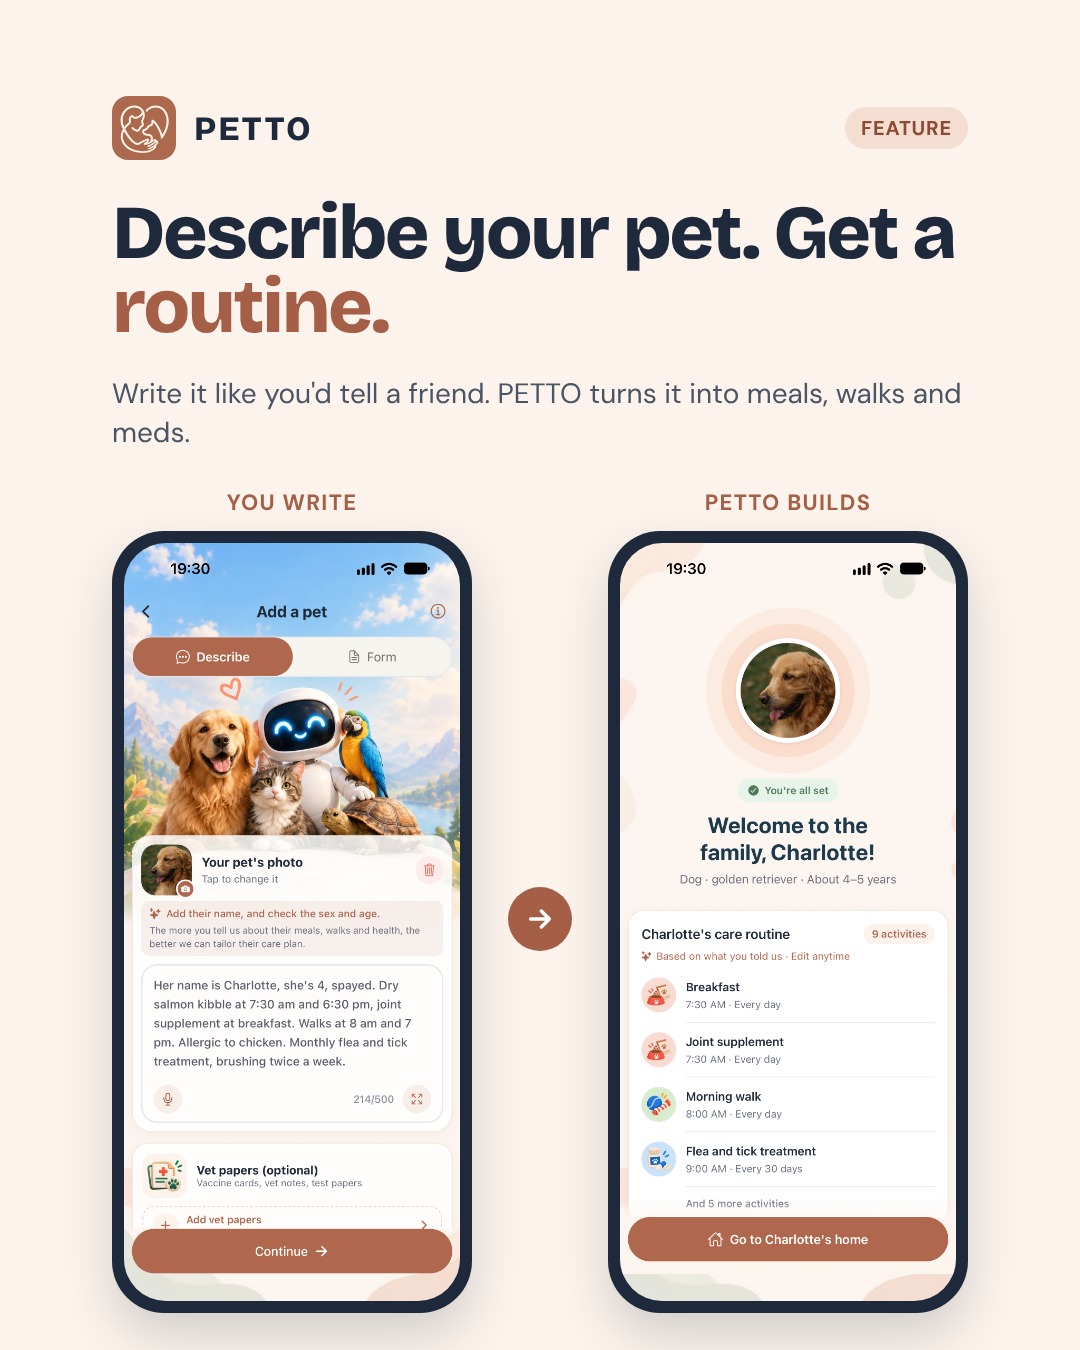 PETTO
FEATURE
Describe your pet. Get a
routine.
Write it like you'd tell a friend. PETTO turns it into meals, walks and
meds.
YOU WRITE
19:30
Add a pet
Describe
Form
Your pet's photo
Tap to change it
Add their name, and check the sex and age.
The more you tell us about their meals, walks and health, the
better we can tailor their care plan.
Her name is Charlotte, she's 4, spayed. Dry
salmon kibble at 7:30 am and 6:30 pm, joint
supplement at breakfast. Walks at 8 am and 7
pm. Allergic to chicken. Monthly flea and tick
treatment, brushing twice a week.
214/500
Vet papers (optional)
Vaccine cards, vet notes, test papers
Add vet papers
Continue
PETTO BUILDS
19:30
You're all set
Welcome to the
family, Charlotte!
Dog · golden retriever · About 4–5 years
Charlotte's care routine
9 activities
Based on what you told us · Edit anytime
Breakfast
7:30 AM · Every day
Joint supplement
7:30 AM · Every day
Morning walk
8:00 AM · Every day
Flea and tick treatment
9:00 AM · Every 30 days
And 5 more activities
Go to Charlotte's home